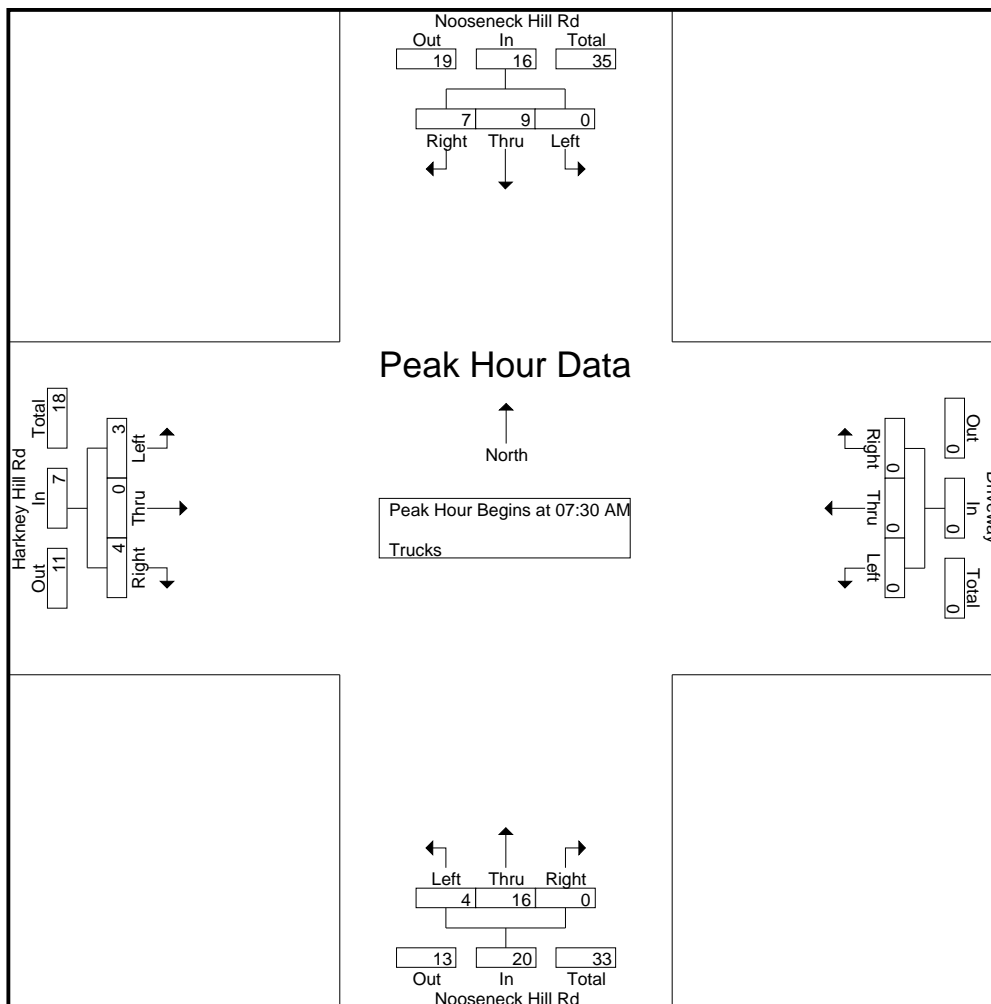 Nooseneck Hill Rd
Out In Total
19 16 35
7 9 0
Right Thru Left
Peak Hour Data
North
Peak Hour Begins at 07:30 AM
Trucks
Harkney Hill Rd
Total In Out
18 7 11
3 0 4
Left Thru Right
Driveway
Out In Total
0 0 0
0 0 0
Right Thru Left
Left Thru Right
4 16 0
13 20 33
Out In Total
Nooseneck Hill Rd